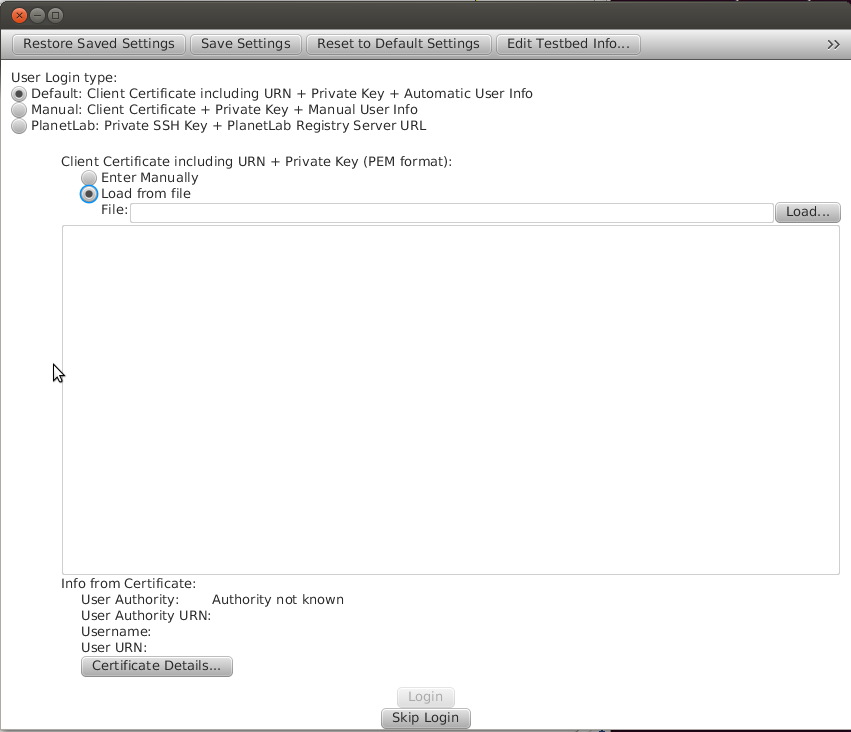 Restore Saved Settings Save Settings Reset to Default Settings Edit Testbed Info... >>
User Login type:
Default: Client Certificate including URN + Private Key + Automatic User Info
Manual: Client Certificate + Private Key + Manual User Info
PlanetLab: Private SSH Key + PlanetLab Registry Server URL
Client Certificate including URN + Private Key (PEM format):
Enter Manually
Load from file
File: Load...
Info from Certificate:
User Authority: Authority not known
User Authority URN:
Username:
User URN:
Certificate Details...
Login
Skip Login